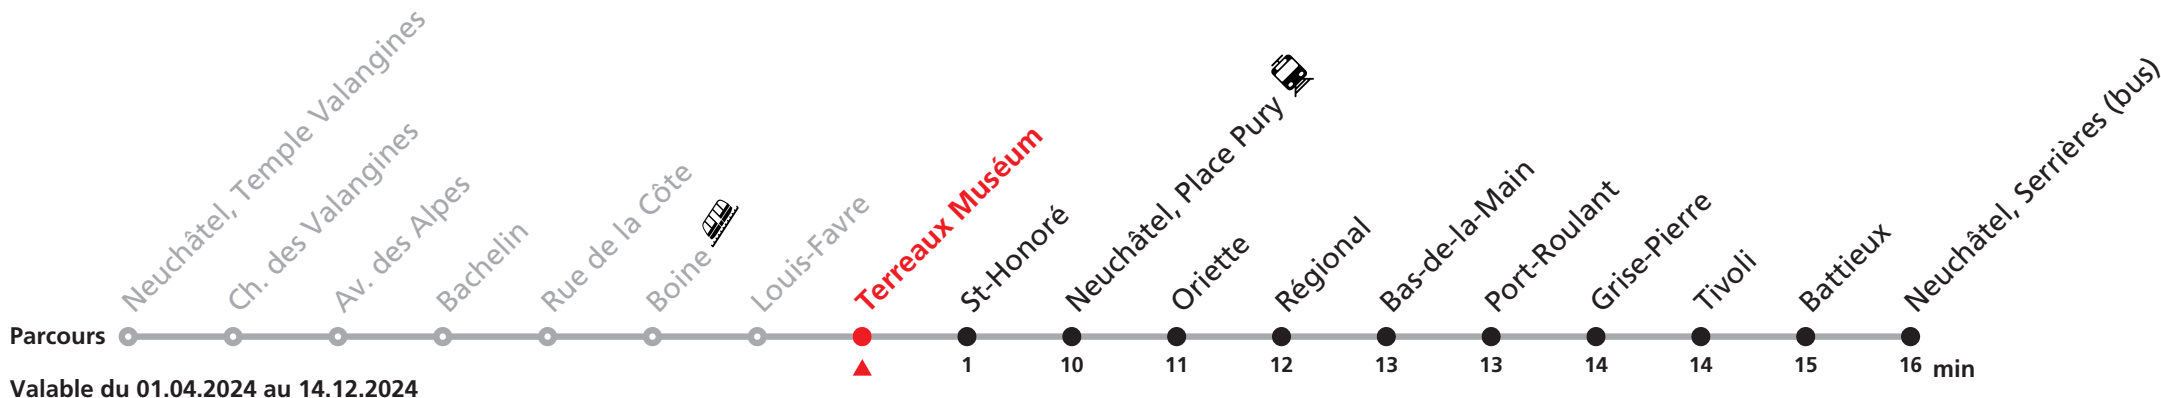 Neuchâtel, Temple Valangines
Ch. des Valangines
Av. des Alpes
Bachelin
Rue de la Côte
Boine
Louis-Favre
Terreaux Muséum
St-Honoré
Neuchâtel, Place Pury
Oriette
Régional
Bas-de-la-Main
Port-Roulant
Grise-Pierre
Tivoli
Battieux
Neuchâtel, Serrières (bus)
Parcours
1 10 11 12 13 13 14 14 15 16 min
Valable du 01.04.2024 au 14.12.2024